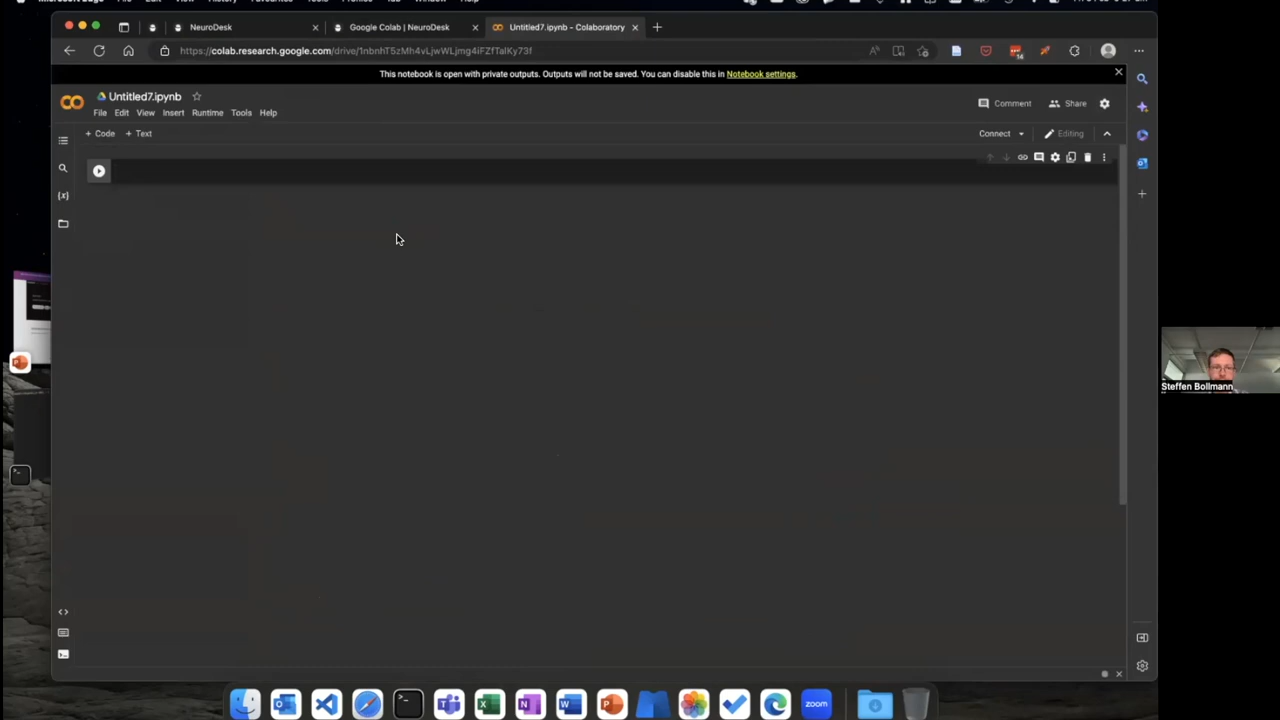 NeuroDesk
Google Colab | NeuroDesk
Untitled7.ipynb - Colaboratory
https://colab.research.google.com/drive/1nbnhT5zMh4vLjwWLjmg4iFZfTalKy73f
14
This notebook is open with private outputs. Outputs will not be saved. You can disable this in Notebook settings.
Untitled7.ipynb
File Edit View Insert Runtime Tools Help
Comment
Share
+ Code + Text
Connect
Editing
{x}
Steffen Bollmann
zoom